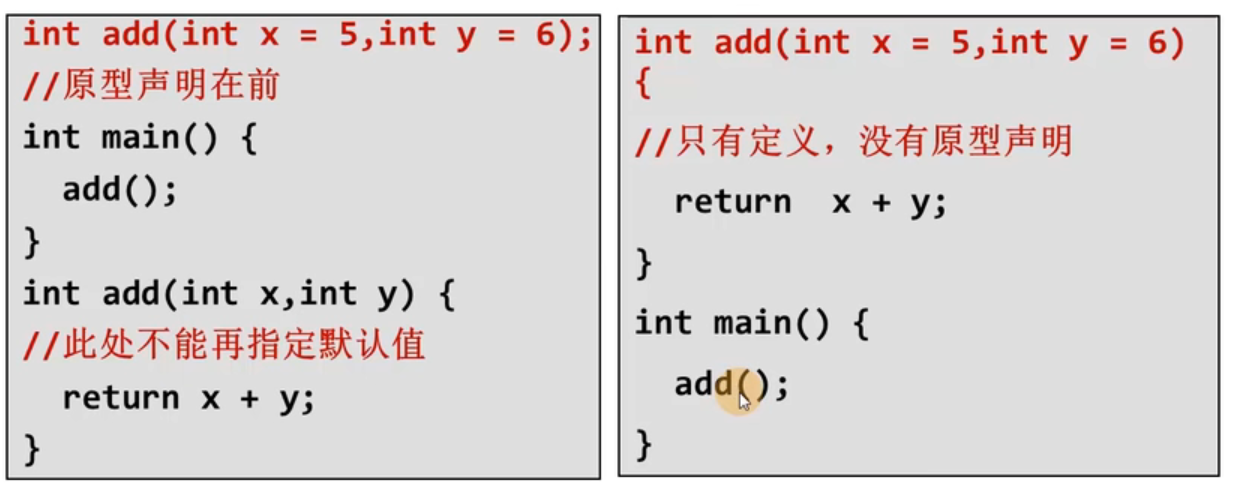 int add(int x = 5,int y = 6);
//原型声明在前
int main() {
  add();
}
int add(int x,int y) {
//此处不能再指定默认值
  return x + y;
}
int add(int x = 5,int y = 6)
{
//只有定义，没有原型声明
  return  x + y;
}
int main() {
  add();
}